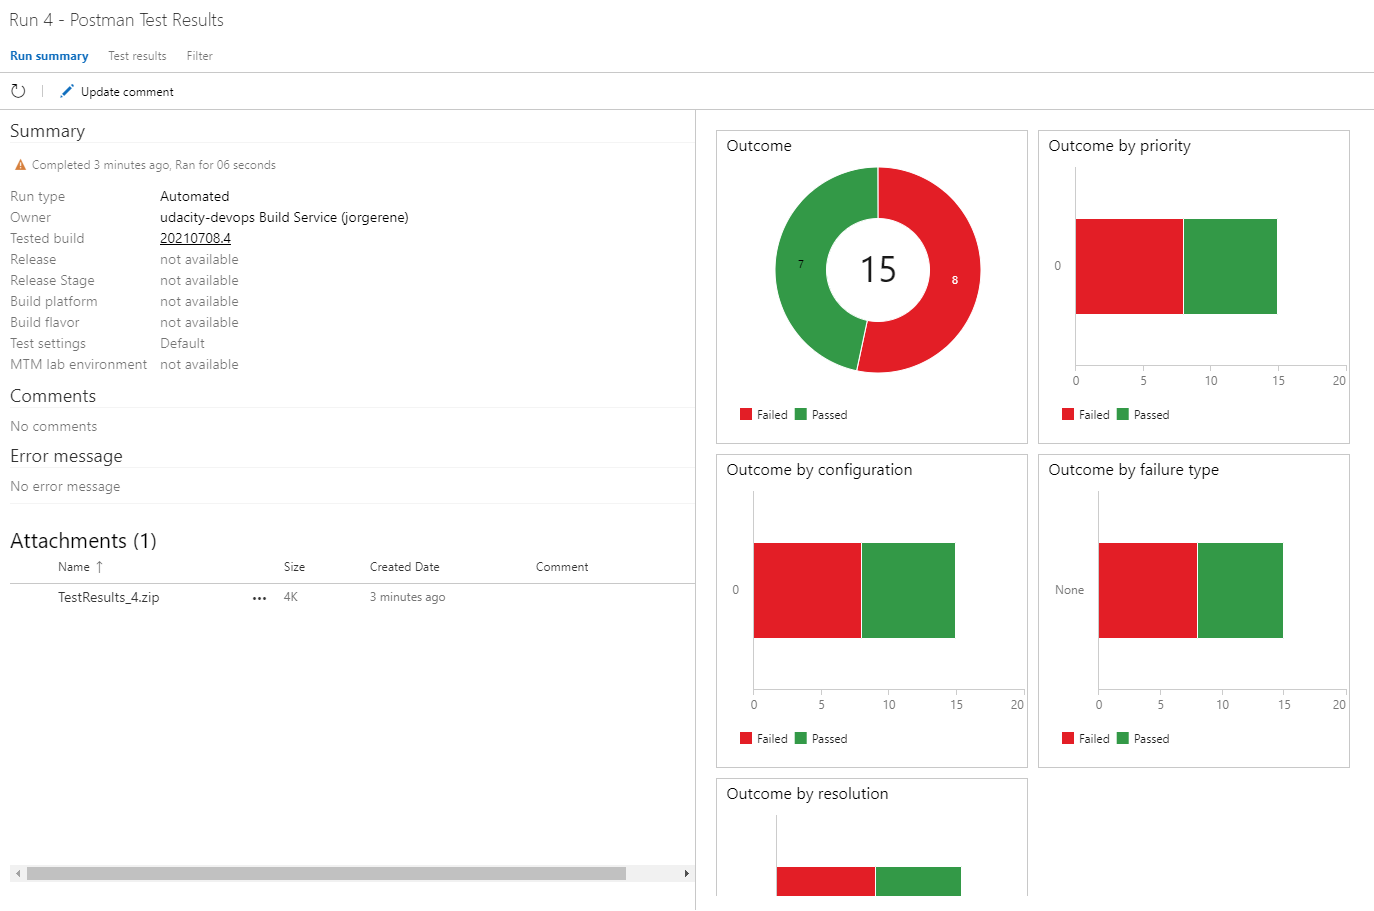 Run 4 - Postman Test Results
Run summary Test results Filter
Update comment
Summary
Completed 3 minutes ago, Ran for 06 seconds
Run type Automated
Owner udacity-devops Build Service (jorgerene)
Tested build 20210708.4
Release not available
Release Stage not available
Build platform not available
Build flavor not available
Test settings Default
MTM lab environment not available
Comments
No comments
Error message
No error message
Attachments (1)
Name ↑ Size Created Date Comment
TestResults_4.zip ... 4K 3 minutes ago
Outcome
7
15
8
Failed Passed
Outcome by priority
0
0 5 10 15 20
Failed Passed
Outcome by configuration
0
0 5 10 15 20
Failed Passed
Outcome by failure type
None
0 5 10 15 20
Failed Passed
Outcome by resolution